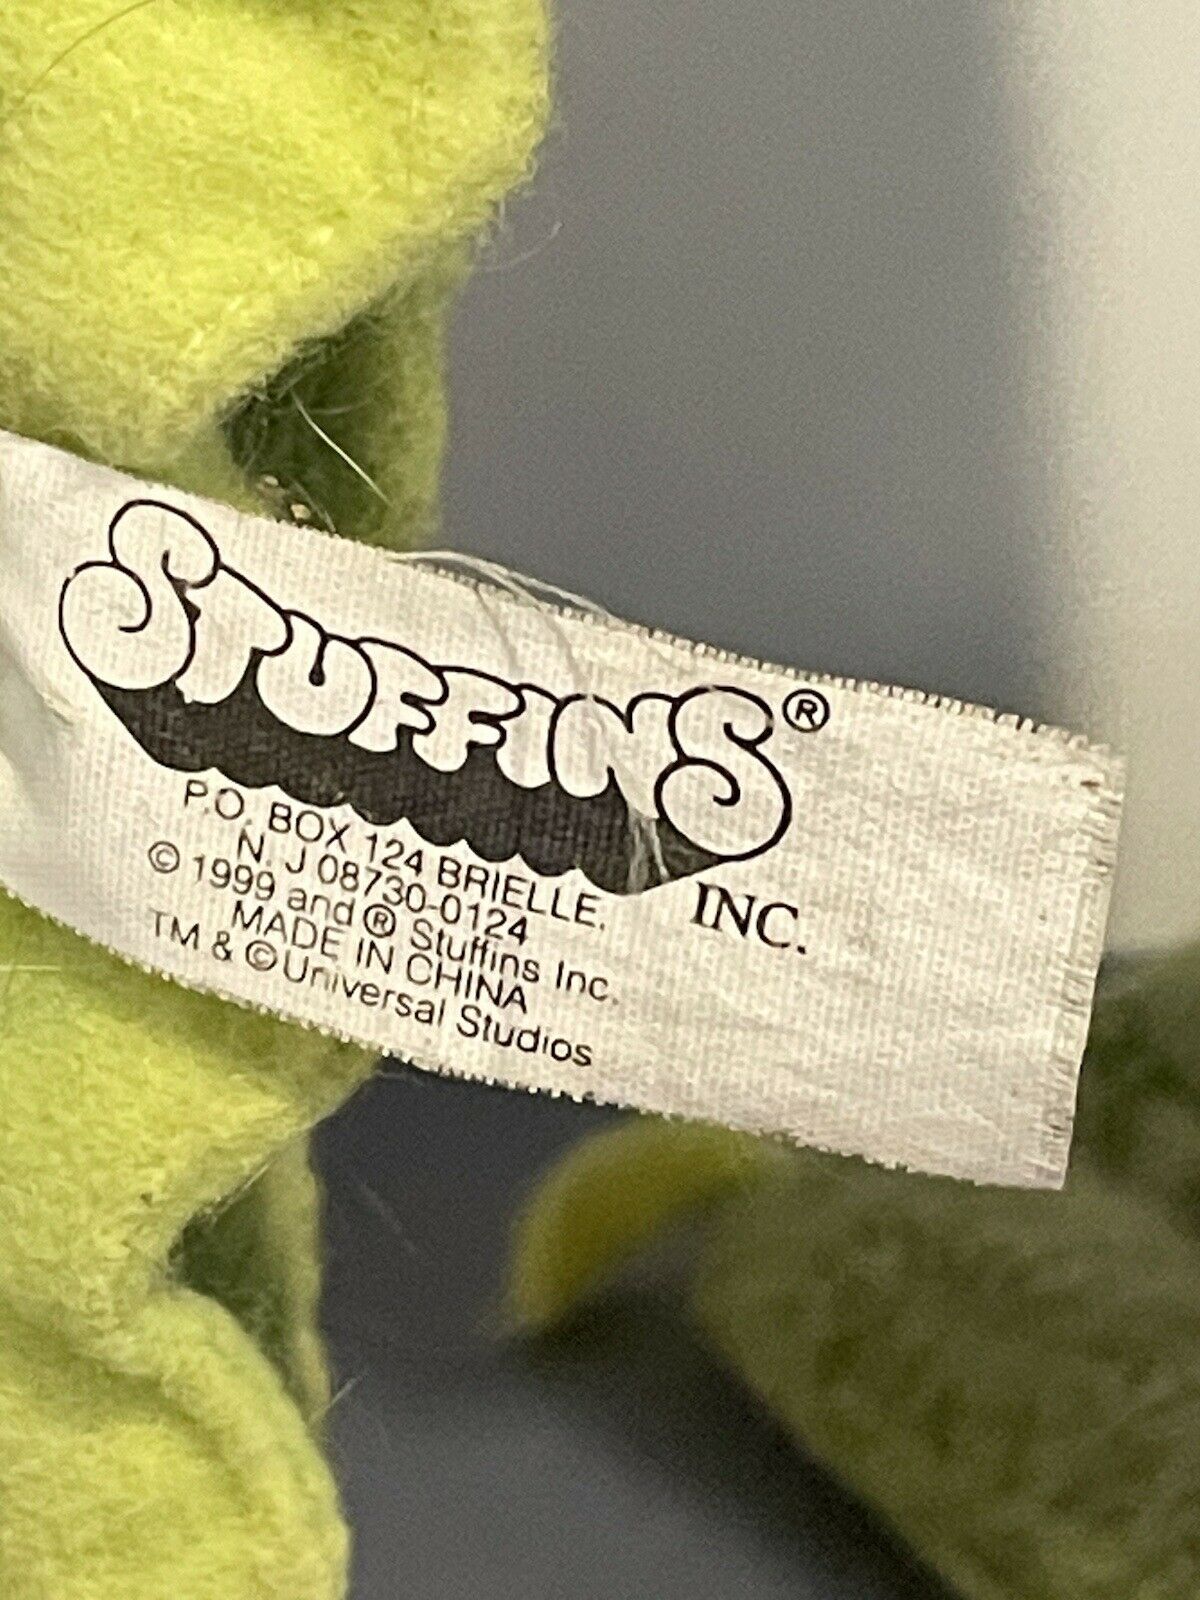 STUFFINS®
INC.
P.O. BOX 124 BRIELLE,
N. J 08730-0124
© 1999 and ® Stuffins Inc.
MADE IN CHINA
TM & © Universal Studios